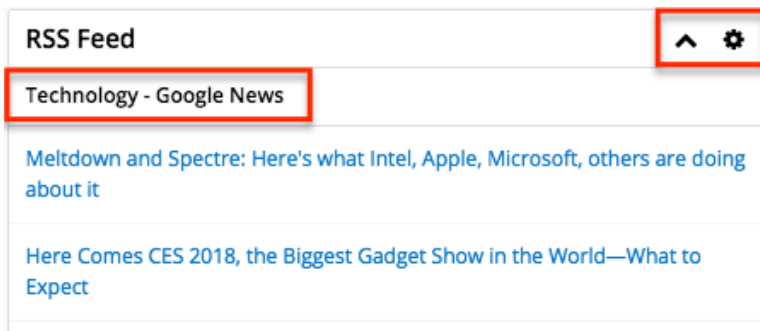 RSS Feed
Technology - Google News
Meltdown and Spectre: Here's what Intel, Apple, Microsoft, others are doing
about it
Here Comes CES 2018, the Biggest Gadget Show in the World—What to
Expect